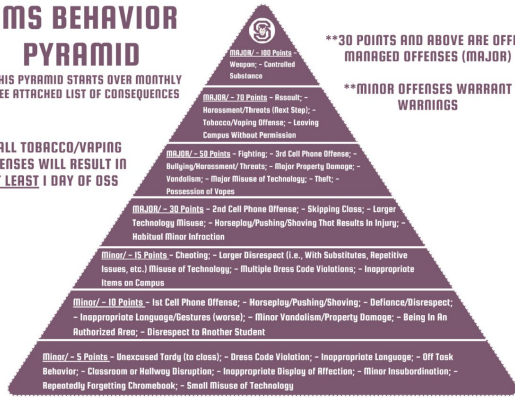 MS BEHAVIOR
PYRAMID
HIS PYRAMID STARTS OVER MONTHLY
EE ATTACHED LIST OF CONSEQUENCES
ALL TOBACCO/VAPING
ENSES WILL RESULT IN
T LEAST 1 DAY OF OSS
**30 POINTS AND ABOVE ARE OFFI
MANAGED OFFENSES (MAJOR)
**MINOR OFFENSES WARRANT
WARNINGS
MAJOR/ - 100 Points -
Weapon; - Controlled
Substance
MAJOR/ - 70 Points - Assault; -
Harassment/Threats (Next Step); -
Tobacco/Vaping Offense; - Leaving
Campus Without Permission
MAJOR/ - 50 Points - Fighting; - 3rd Cell Phone Offense; -
Bullying/Harassment/ Threats; - Major Property Damage; -
Vandalism; - Major Misuse of Technology; - Theft; -
Possession of Vapes
MAJOR/ - 30 Points - 2nd Cell Phone Offense; - Skipping Class; - Larger
Technology Misuse; - Horseplay/Pushing/Shoving That Results In Injury; -
Habitual Minor Infraction
Minor/ - 15 Points - Cheating; - Larger Disrespect (i.e., With Substitutes, Repetitive
Issues, etc.) Misuse of Technology; - Multiple Dress Code Violations; - Inappropriate
Items on Campus
Minor/ - 10 Points - 1st Cell Phone Offense; - Horseplay/Pushing/Shoving; - Defiance/Disrespect;
- Inappropriate Language/Gestures (worse); - Minor Vandalism/Property Damage; - Being In An
Authorized Area; - Disrespect to Another Student
Minor/ - 5 Points - Unexcused Tardy (to class); - Dress Code Violation; - Inappropriate Language; - Off Task
Behavior; - Classroom or Hallway Disruption; - Inappropriate Display of Affection; - Minor Insubordination; -
Repeatedly Forgetting Chromebook; - Small Misuse of Technology